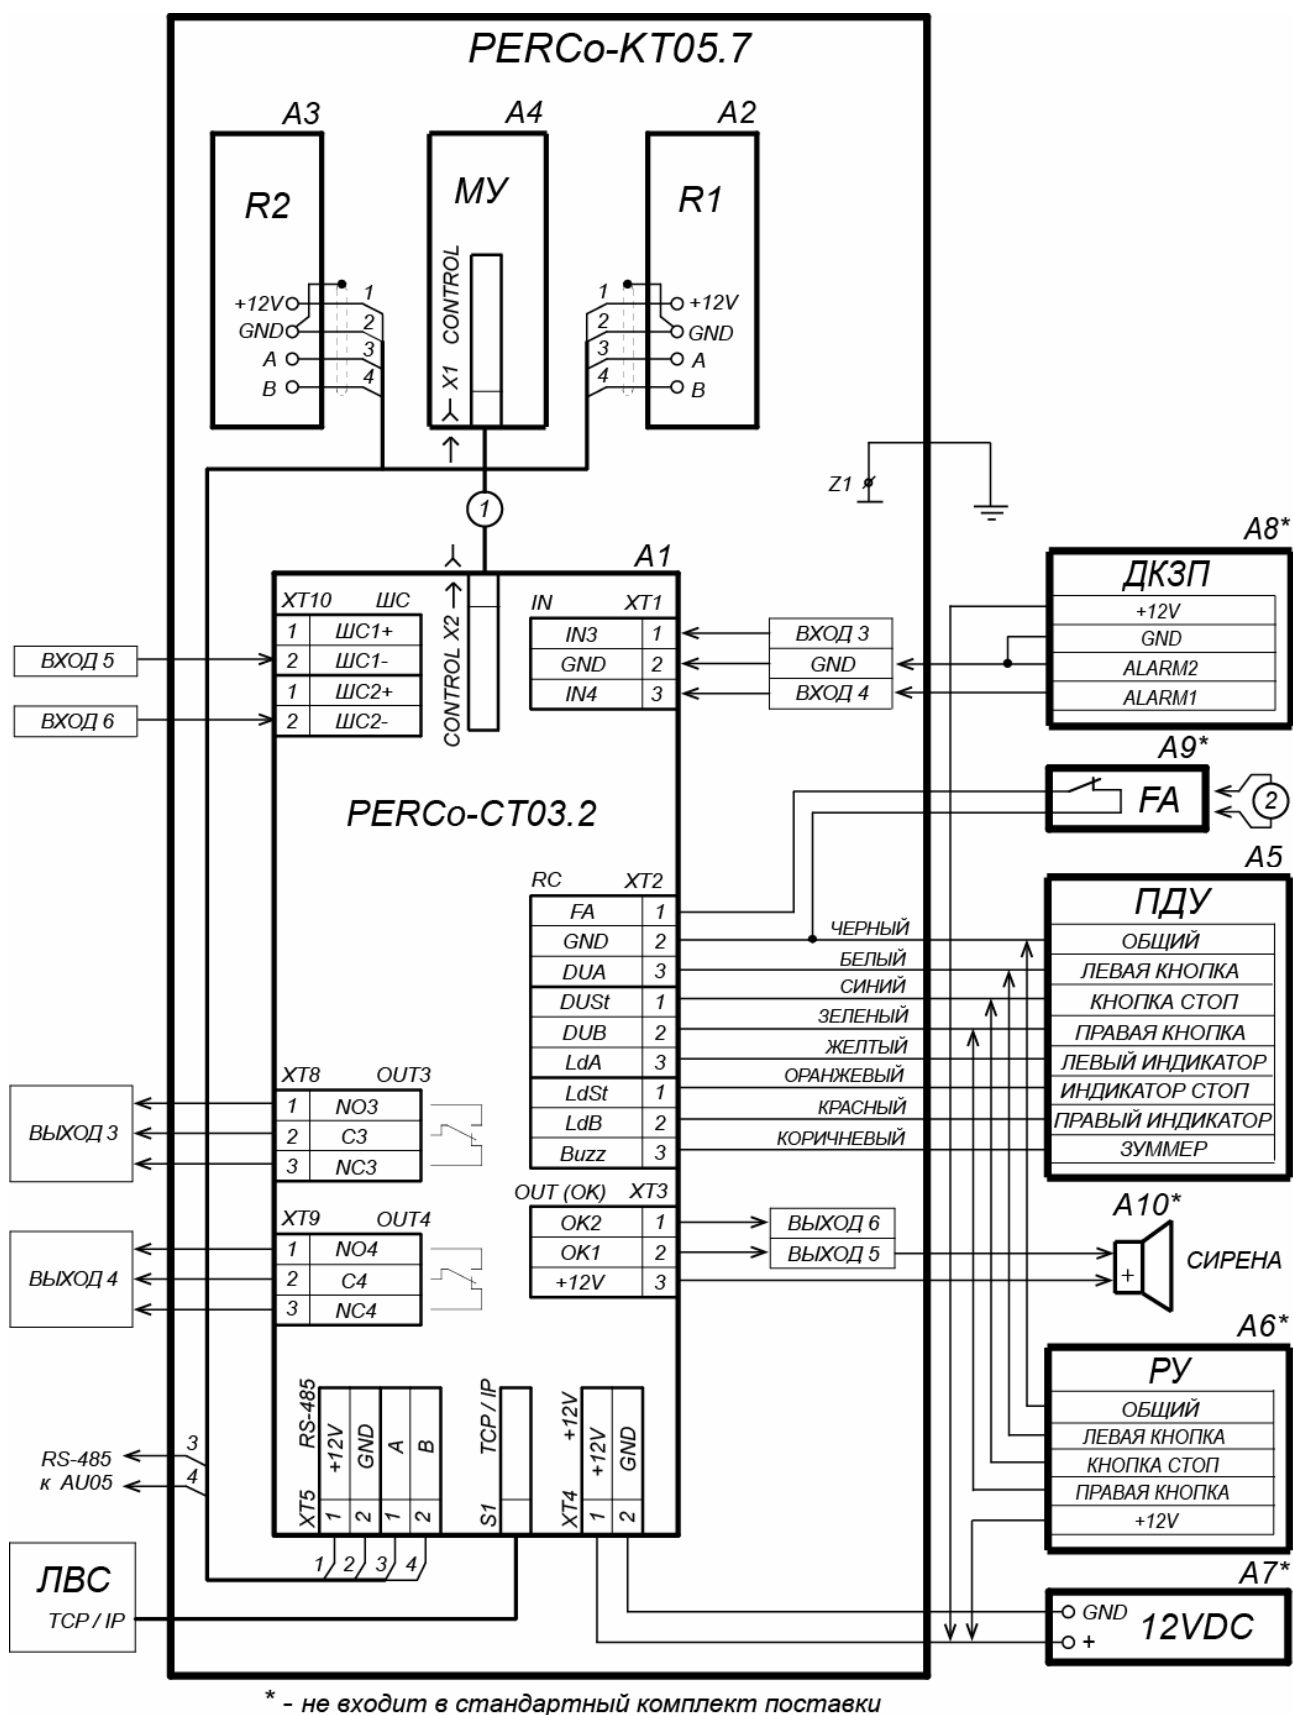 PERCo-KT05.7
A3
A4
A2
R2
МУ
R1
X1 CONTROL
+12V
GND
A
B
1
2
3
4
1
2
3
4
+12V
GND
A
B
Z1
1
A1
A8*
ДКЗП
+12V
GND
ALARM2
ALARM1
XT10 ШС
1 ШС1+
2 ШС1-
1 ШС2+
2 ШС2-
CONTROL X2
IN XT1
IN3 1
GND 2
IN4 3
ВХОД 3
GND
ВХОД 4
ВХОД 5
ВХОД 6
A9*
FA
2
PERCo-CT03.2
A5
ПДУ
ОБЩИЙ
ЛЕВАЯ КНОПКА
КНОПКА СТОП
ПРАВАЯ КНОПКА
ЛЕВЫЙ ИНДИКАТОР
ИНДИКАТОР СТОП
ПРАВЫЙ ИНДИКАТОР
ЗУММЕР
RC XT2
FA 1
GND 2
DUA 3
DUSt 1
DUB 2
LdA 3
LdSt 1
LdB 2
Buzz 3
ЧЕРНЫЙ
БЕЛЫЙ
СИНИЙ
ЗЕЛЕНЫЙ
ЖЕЛТЫЙ
ОРАНЖЕВЫЙ
КРАСНЫЙ
КОРИЧНЕВЫЙ
XT8 OUT3
1 NO3
2 C3
3 NC3
ВЫХОД 3
XT9 OUT4
1 NO4
2 C4
3 NC4
ВЫХОД 4
OUT (OK) XT3
OK2 1
OK1 2
+12V 3
ВЫХОД 6
ВЫХОД 5
A10*
+
СИРЕНА
A6*
РУ
ОБЩИЙ
ЛЕВАЯ КНОПКА
КНОПКА СТОП
ПРАВАЯ КНОПКА
+12V
XT5 RS-485
1 +12V
2 GND
1 A
2 B
S1 TCP / IP
XT4 +12V
1 +12V
2 GND
RS-485
к AU05
3
4
1
2
3
4
ЛВС
TCP / IP
A7*
GND
+
12VDC
* - не входит в стандартный комплект поставки